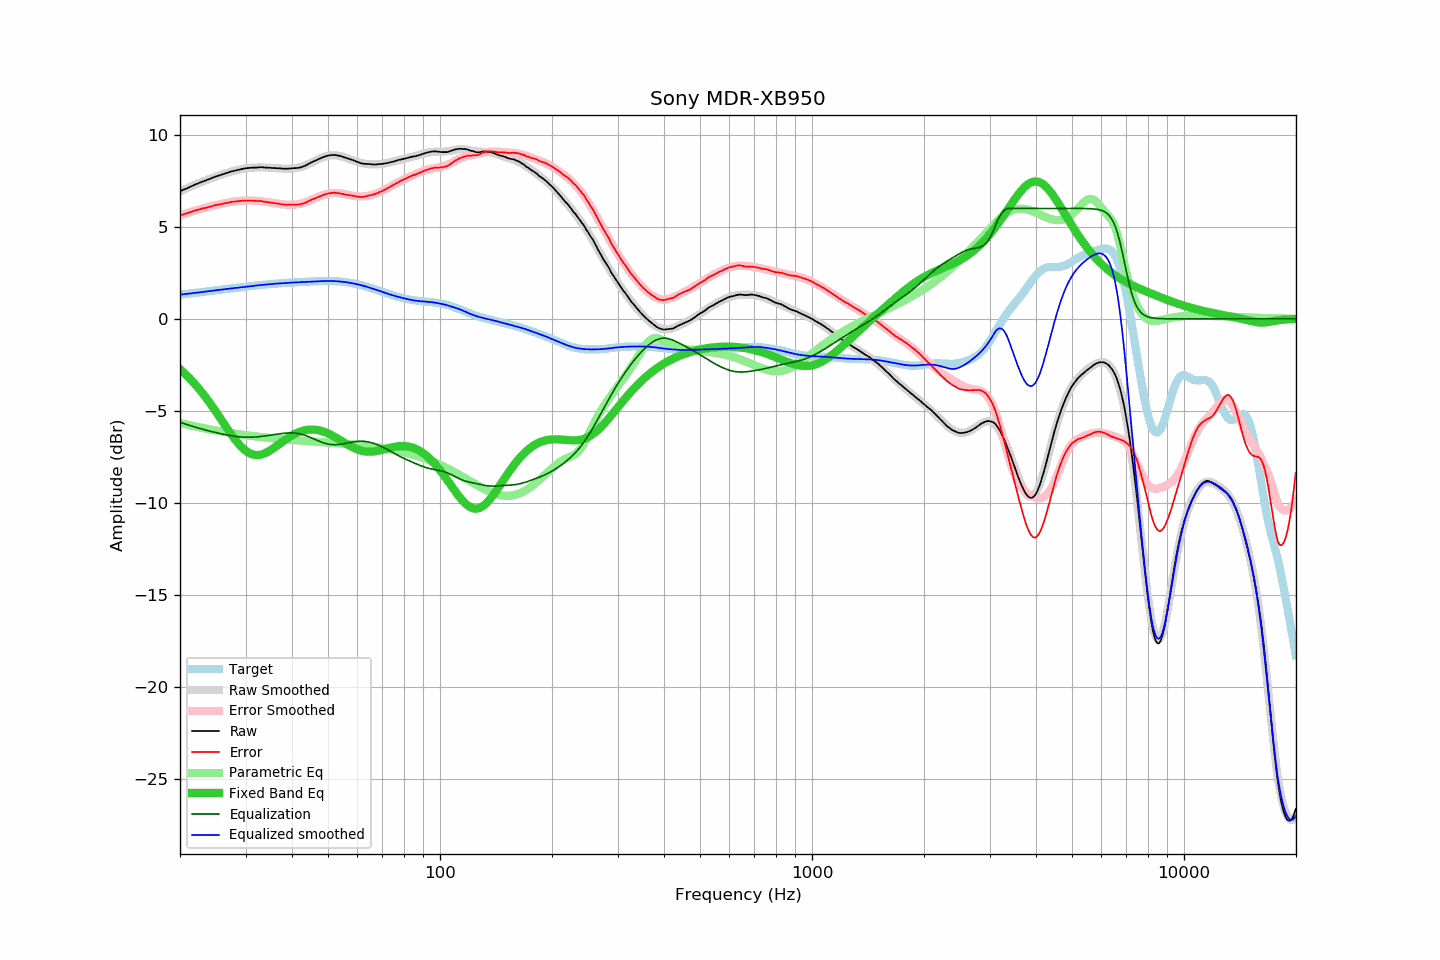 Sony MDR-XB950
10
5
0
−5
−10
−15
−20
−25
Amplitude (dBr)
Target
Raw Smoothed
Error Smoothed
Raw
Error
Parametric Eq
Fixed Band Eq
Equalization
Equalized smoothed
100
1000
10000
Frequency (Hz)